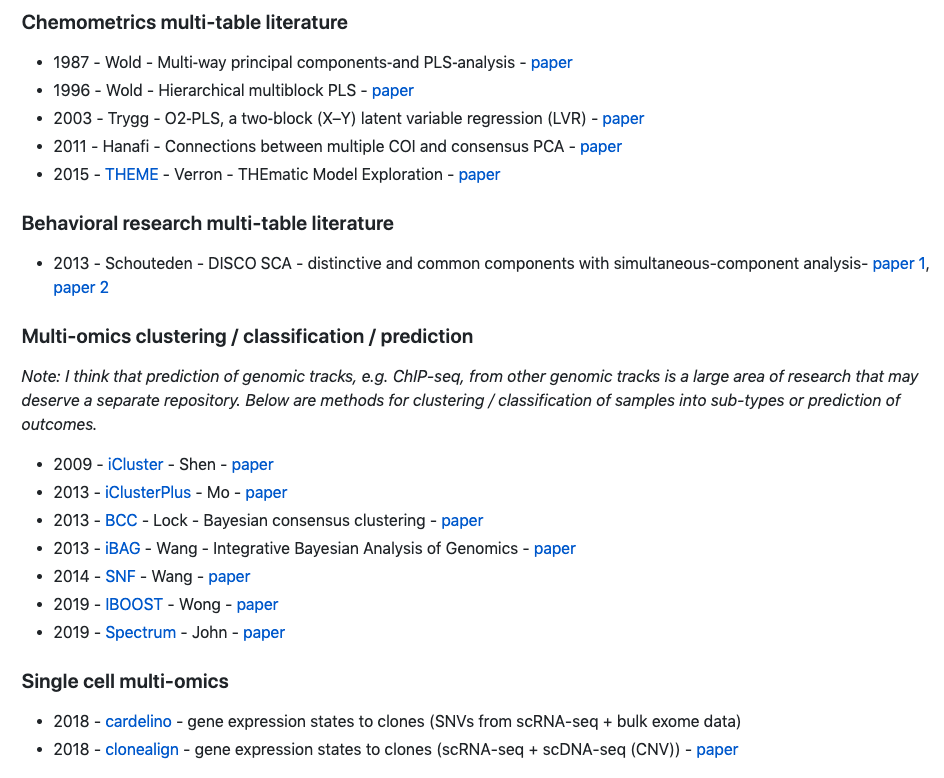 Chemometrics multi-table literature
• 1987 - Wold - Multi-way principal components-and PLS-analysis - paper
• 1996 - Wold - Hierarchical multiblock PLS - paper
• 2003 - Trygg - O2-PLS, a two-block (X–Y) latent variable regression (LVR) - paper
• 2011 - Hanafi - Connections between multiple COI and consensus PCA - paper
• 2015 - THEME - Verron - THEmatic Model Exploration - paper
Behavioral research multi-table literature
• 2013 - Schouteden - DISCO SCA - distinctive and common components with simultaneous-component analysis- paper 1,
paper 2
Multi-omics clustering / classification / prediction
Note: I think that prediction of genomic tracks, e.g. ChIP-seq, from other genomic tracks is a large area of research that may
deserve a separate repository. Below are methods for clustering / classification of samples into sub-types or prediction of
outcomes.
• 2009 - iCluster - Shen - paper
• 2013 - iClusterPlus - Mo - paper
• 2013 - BCC - Lock - Bayesian consensus clustering - paper
• 2013 - iBAG - Wang - Integrative Bayesian Analysis of Genomics - paper
• 2014 - SNF - Wang - paper
• 2019 - IBOOST - Wong - paper
• 2019 - Spectrum - John - paper
Single cell multi-omics
• 2018 - cardelino - gene expression states to clones (SNVs from scRNA-seq + bulk exome data)
• 2018 - clonealign - gene expression states to clones (scRNA-seq + scDNA-seq (CNV)) - paper